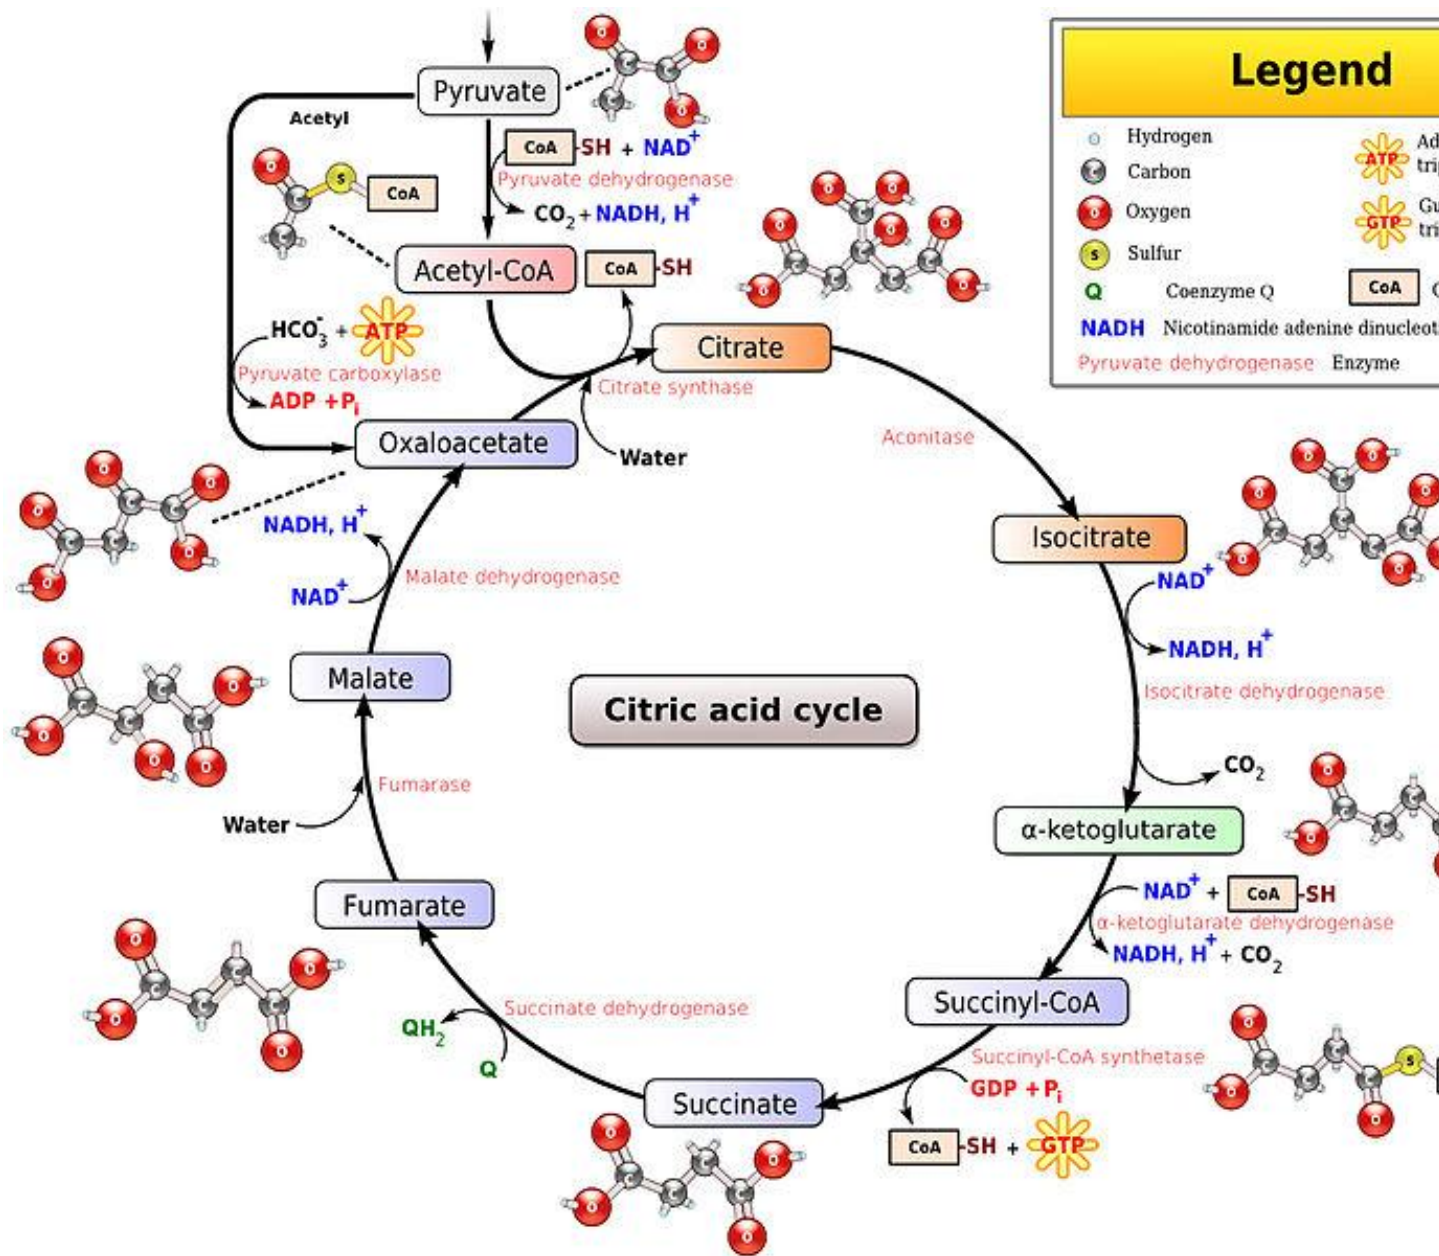 Pyruvate
Acetyl
CoA -SH + NAD+
Pyruvate dehydrogenase
CO2 + NADH, H+
S CoA
Acetyl-CoA
CoA -SH
HCO3- + ATP
Pyruvate carboxylase
ADP + Pi
Citrate
Citrate synthase
Oxaloacetate
Water
Aconitase
Legend
Hydrogen
Carbon
Oxygen
S Sulfur
Q Coenzyme Q
NADH Nicotinamide adenine
Pyruvate dehydrogenase Enzyme
ATP
GTP
CoA
Isocitrate
NAD+
NADH, H+
Isocitrate dehydrogenase
CO2
α-ketoglutarate
NAD+ + CoA -SH
α-ketoglutarate dehydrogenase
NADH, H+ + CO2
Succinyl-CoA
Succinyl-CoA synthetase
GDP + Pi
CoA -SH + GTP
Succinate
Succinate dehydrogenase
QH2
Q
Fumarate
Fumarase
Water
Malate
Malate dehydrogenase
NAD+
NADH, H+
Citric acid cycle